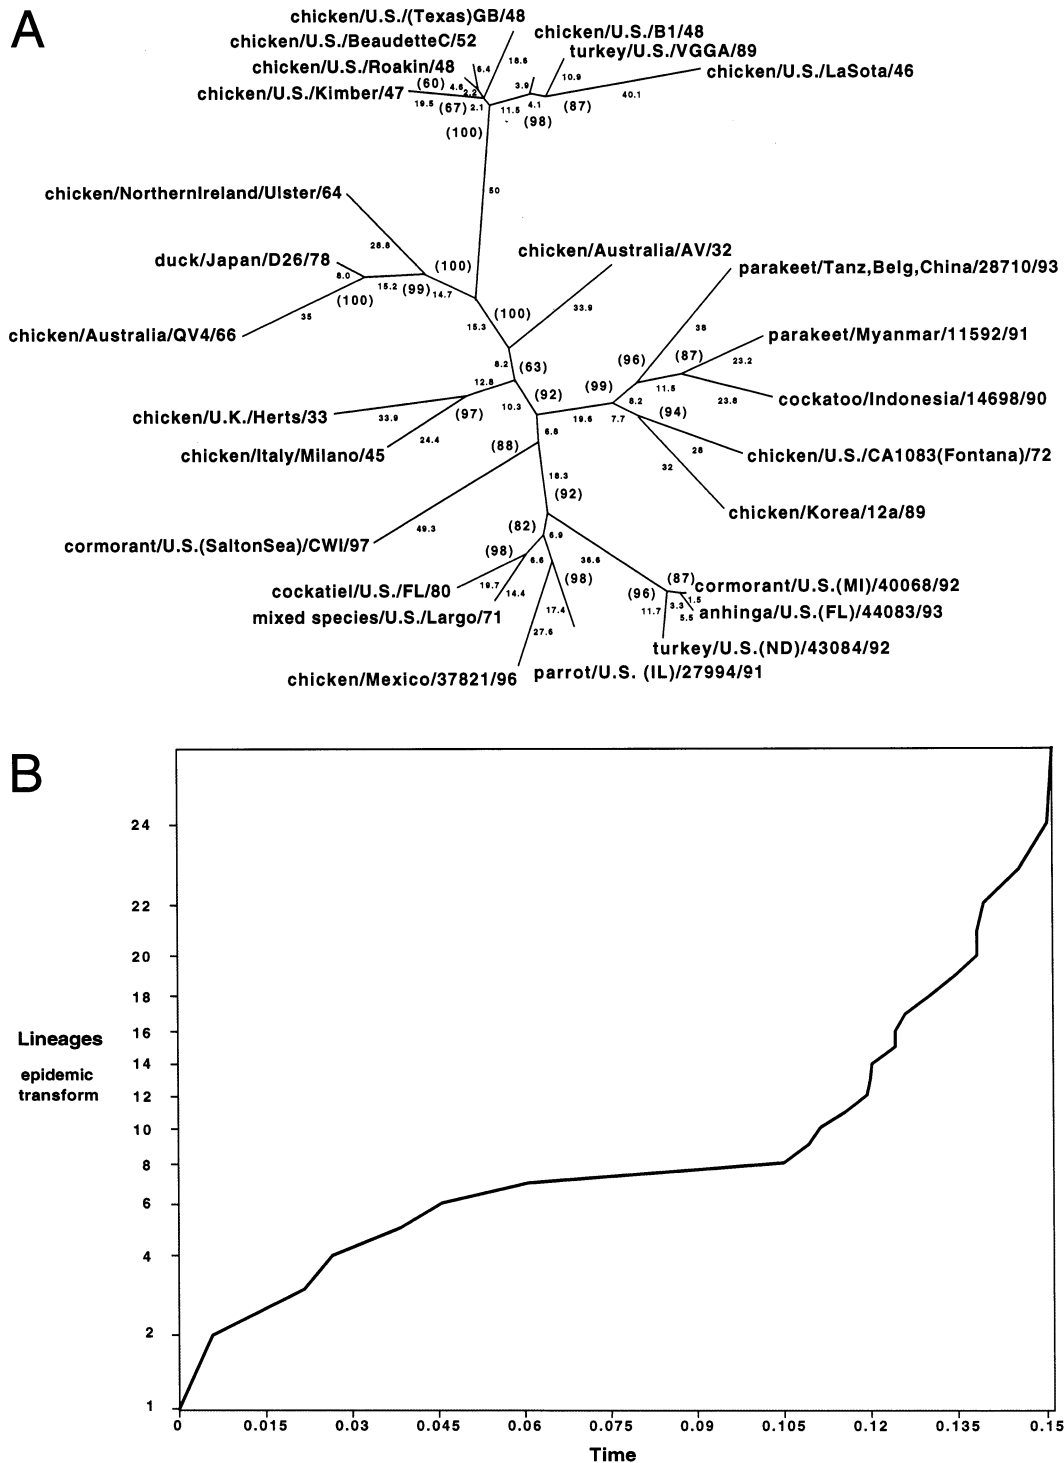 A
chicken/U.S./(Texas)GB/48
chicken/U.S./B1/48
chicken/U.S./BeaudetteC/52
turkey/U.S./VGGA/89
chicken/U.S./Roakin/48
chicken/U.S./LaSota/46
chicken/U.S./Kimber/47
(60) 4.6 2.2 6.4 18.6 3.9 10.9 40.1
19.5 (67) 2.1 11.5 4.1 (87)
(98)
(100)
50
chicken/NorthernIreland/Ulster/64
28.8
chicken/Australia/AV/32
duck/Japan/D26/78
(100)
parakeet/Tanz,Belg,China/28710/93
8.0
15.2 (99) 14.7
(100)
35
(100)
33.9
15.3
38
chicken/Australia/QV4/66
parakeet/Myanmar/11592/91
8.2 (63)
(96) (87)
23.2
12.8
(92)
(99)
8.2 11.5
23.8
cockatoo/Indonesia/14698/90
10.3
chicken/U.K./Herts/33
33.9
(97)
19.6 7.7
(94)
6.8
24.4
(88)
28
chicken/Italy/Milano/45
chicken/U.S./CA1083(Fontana)/72
32
18.3
(92)
chicken/Korea/12a/89
49.3
(82)
6.9
cormorant/U.S.(SaltonSea)/CWI/97
(98)
6.6
36.6
(98)
(87)
cormorant/U.S.(MI)/40068/92
cockatiel/U.S./FL/80
19.7
14.4
(96)
1.5
11.7 3.3
5.5
anhinga/U.S.(FL)/44083/93
mixed species/U.S./Largo/71
17.4
27.6
turkey/U.S.(ND)/43084/92
chicken/Mexico/37821/96
parrot/U.S. (IL)/27994/91
B
24
22
20
18
16
Lineages
14
epidemic
transform
12
10
8
6
4
2
1
0 0.015 0.03 0.045 0.06 0.075 0.09 0.105 0.12 0.135 0.15
Time